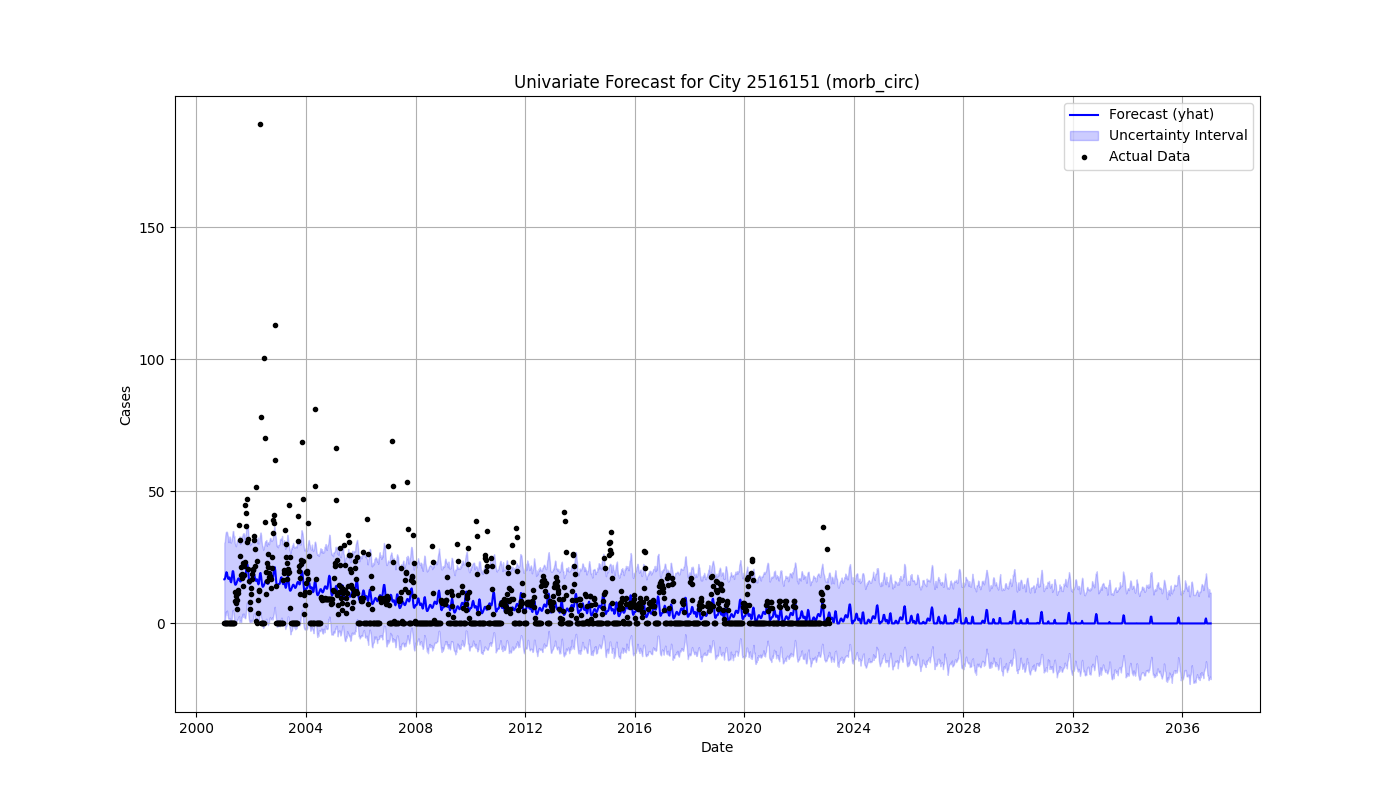 Univariate Forecast for City 2516151 (morb_circ)
Forecast (yhat)
Uncertainty Interval
Actual Data
Cases
150
100
50
0
2000 2004 2008 2012 2016 2020 2024 2028 2032 2036
Date